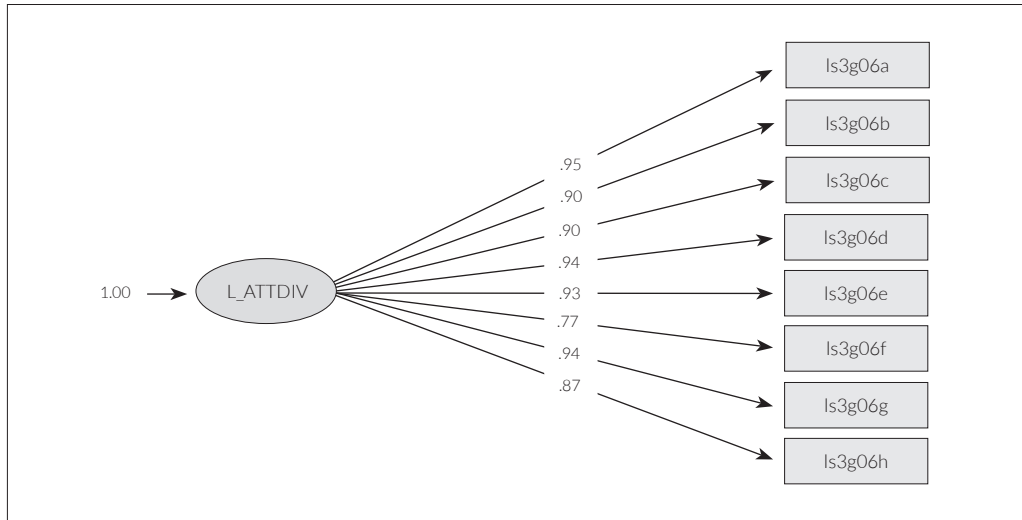 ls3g06a
ls3g06b
.95
.90
ls3g06c
.90
ls3g06d
.94
1.00
L_ATTDIV
.93
ls3g06e
.77
ls3g06f
.94
.87
ls3g06g
ls3g06h